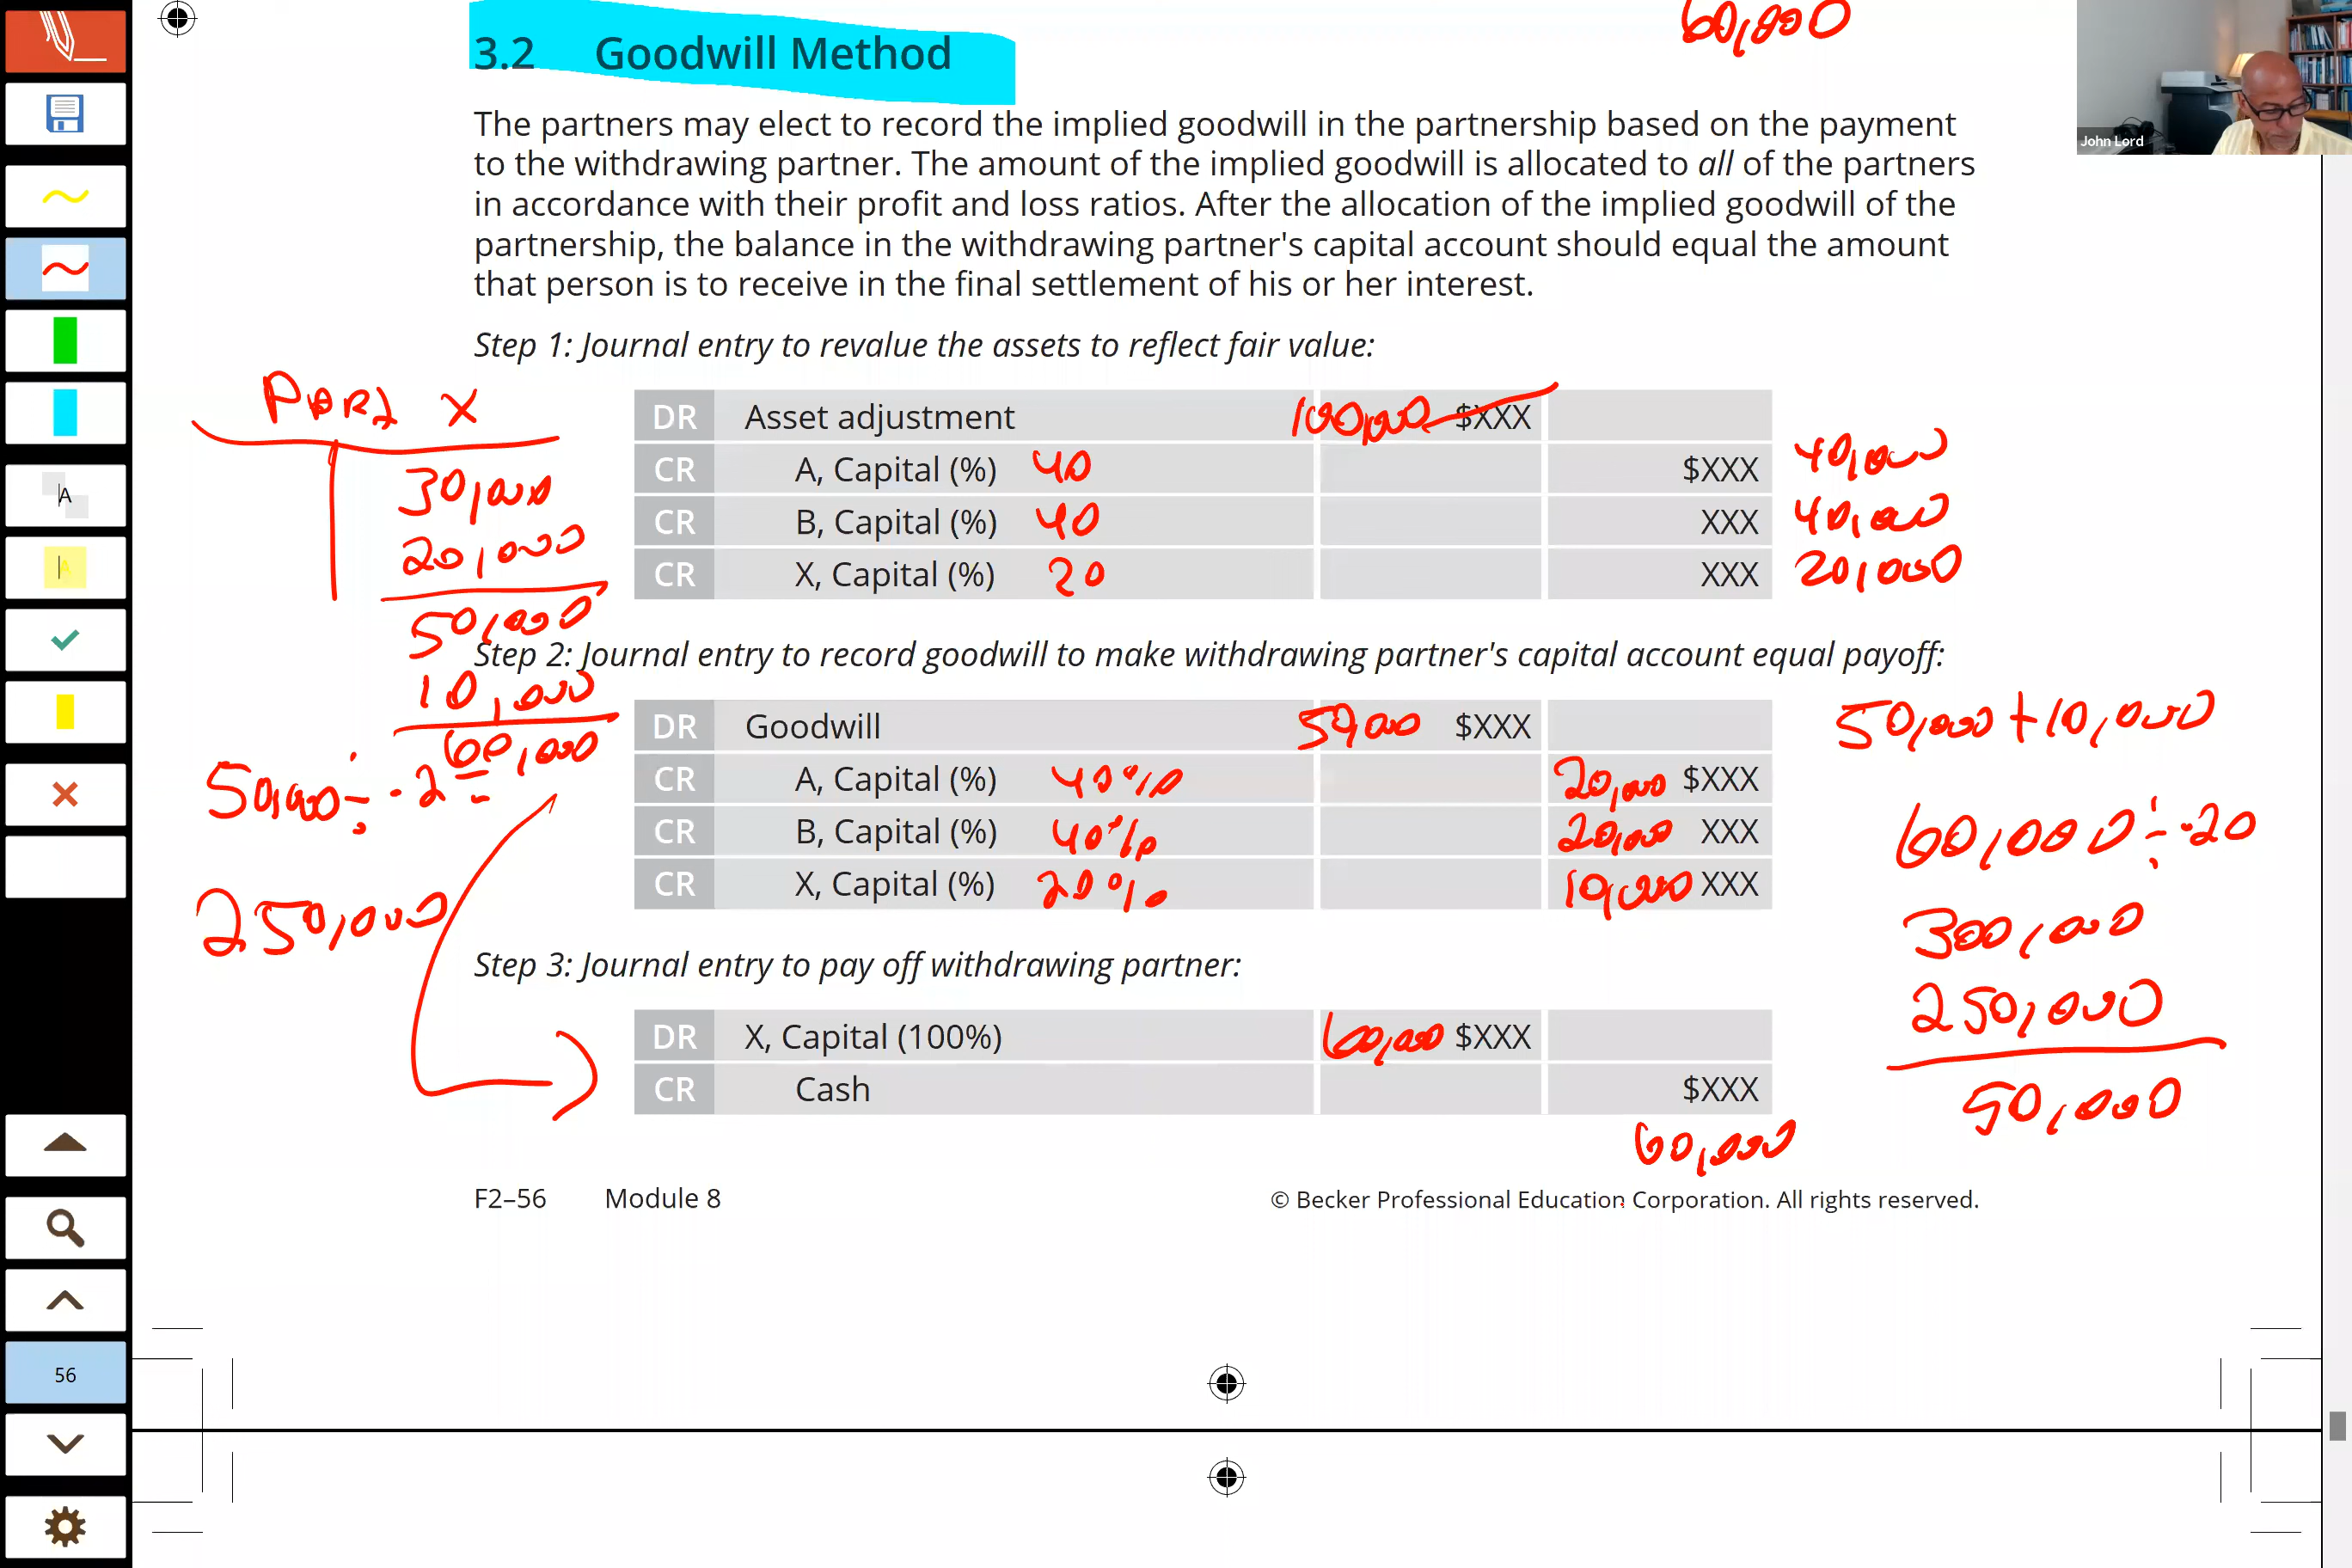 60,000
3.2 Goodwill Method
John Lord
The partners may elect to record the implied goodwill in the partnership based on the payment
to the withdrawing partner. The amount of the implied goodwill is allocated to all of the partners
in accordance with their profit and loss ratios. After the allocation of the implied goodwill of the
partnership, the balance in the withdrawing partner's capital account should equal the amount
that person is to receive in the final settlement of his or her interest.
Step 1: Journal entry to revalue the assets to reflect fair value:
X
DR Asset adjustment 100,000 $XXX
CR A, Capital (%) 40 $XXX 40,000
CR B, Capital (%) 40 XXX 40,000
CR X, Capital (%) 20 XXX 20,000
30,000
20,000
50,000
10,000
60,000
50,000 ÷ .2 =
250,000
Step 2: Journal entry to record goodwill to make withdrawing partner's capital account equal payoff:
DR Goodwill 50,000 $XXX
CR A, Capital (%) 40% 20,000 $XXX
CR B, Capital (%) 40% 20,000 XXX
CR X, Capital (%) 20% 10,000 XXX
50,000 + 10,000
60,000 ÷ .20
300,000
250,000
50,000
Step 3: Journal entry to pay off withdrawing partner:
DR X, Capital (100%) 60,000 $XXX
CR Cash $XXX
60,000
F2–56 Module 8 © Becker Professional Education Corporation. All rights reserved.
A
A
56